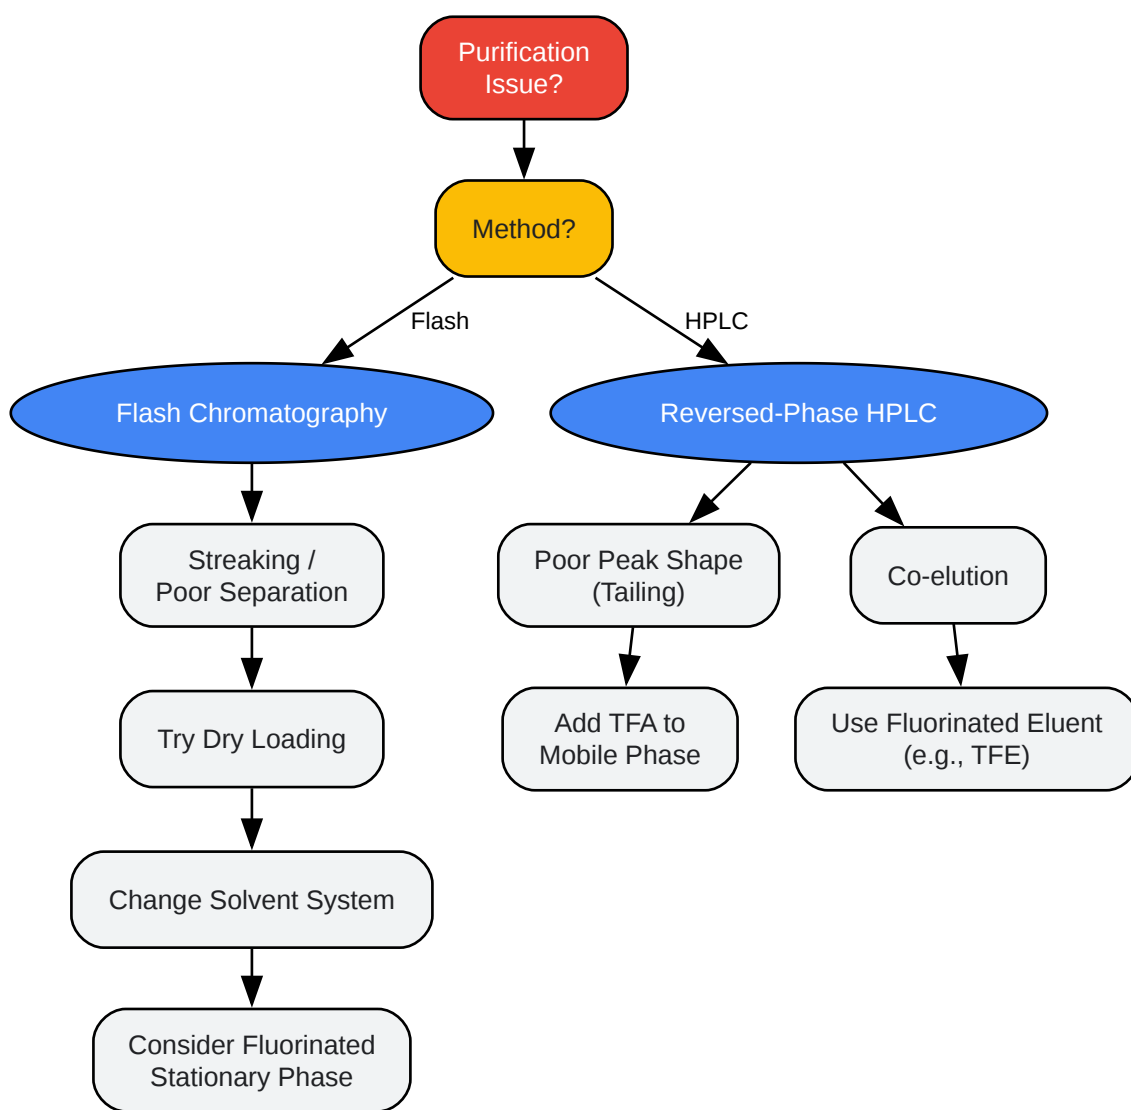 Purification
Issue?
Method?
Flash
HPLC
Flash Chromatography
Reversed-Phase HPLC
Streaking /
Poor Separation
Poor Peak Shape
(Tailing)
Co-elution
Try Dry Loading
Add TFA to
Mobile Phase
Use Fluorinated Eluent
(e.g., TFE)
Change Solvent System
Consider Fluorinated
Stationary Phase